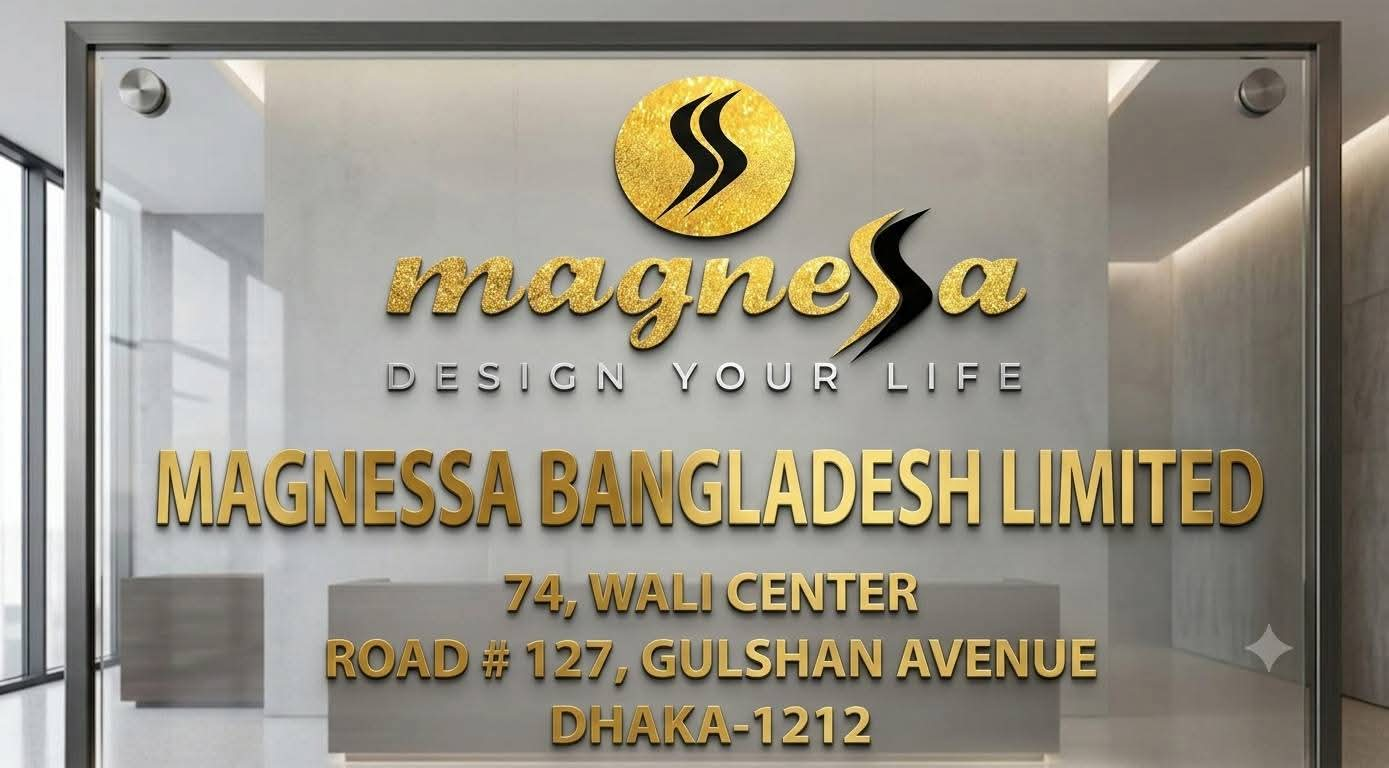 magnessa
DESIGN YOUR LIFE
MAGNESSA BANGLADESH LIMITED
74, WALI CENTER
ROAD # 127, GULSHAN AVENUE
DHAKA-1212